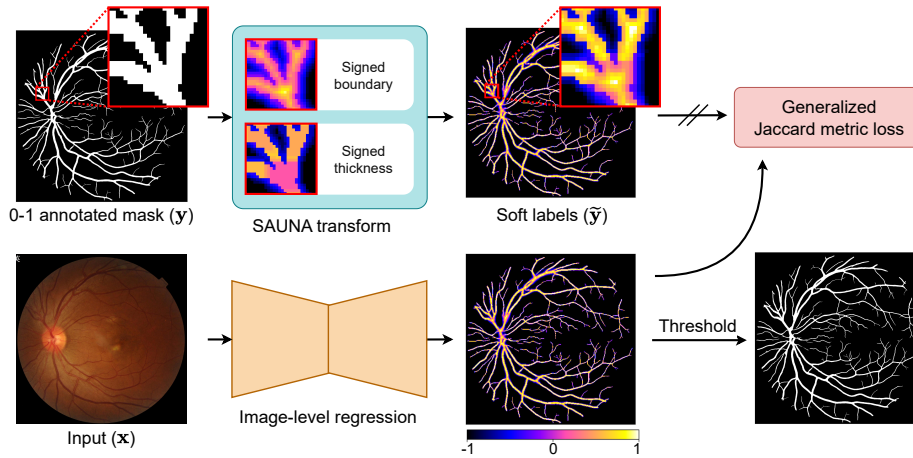 Signed
boundary
Signed
thickness
Generalized
Jaccard metric loss
0-1 annotated mask (y)
SAUNA transform
Soft labels (ỹ)
Threshold
Image-level regression
Input (x)
-1 0 1